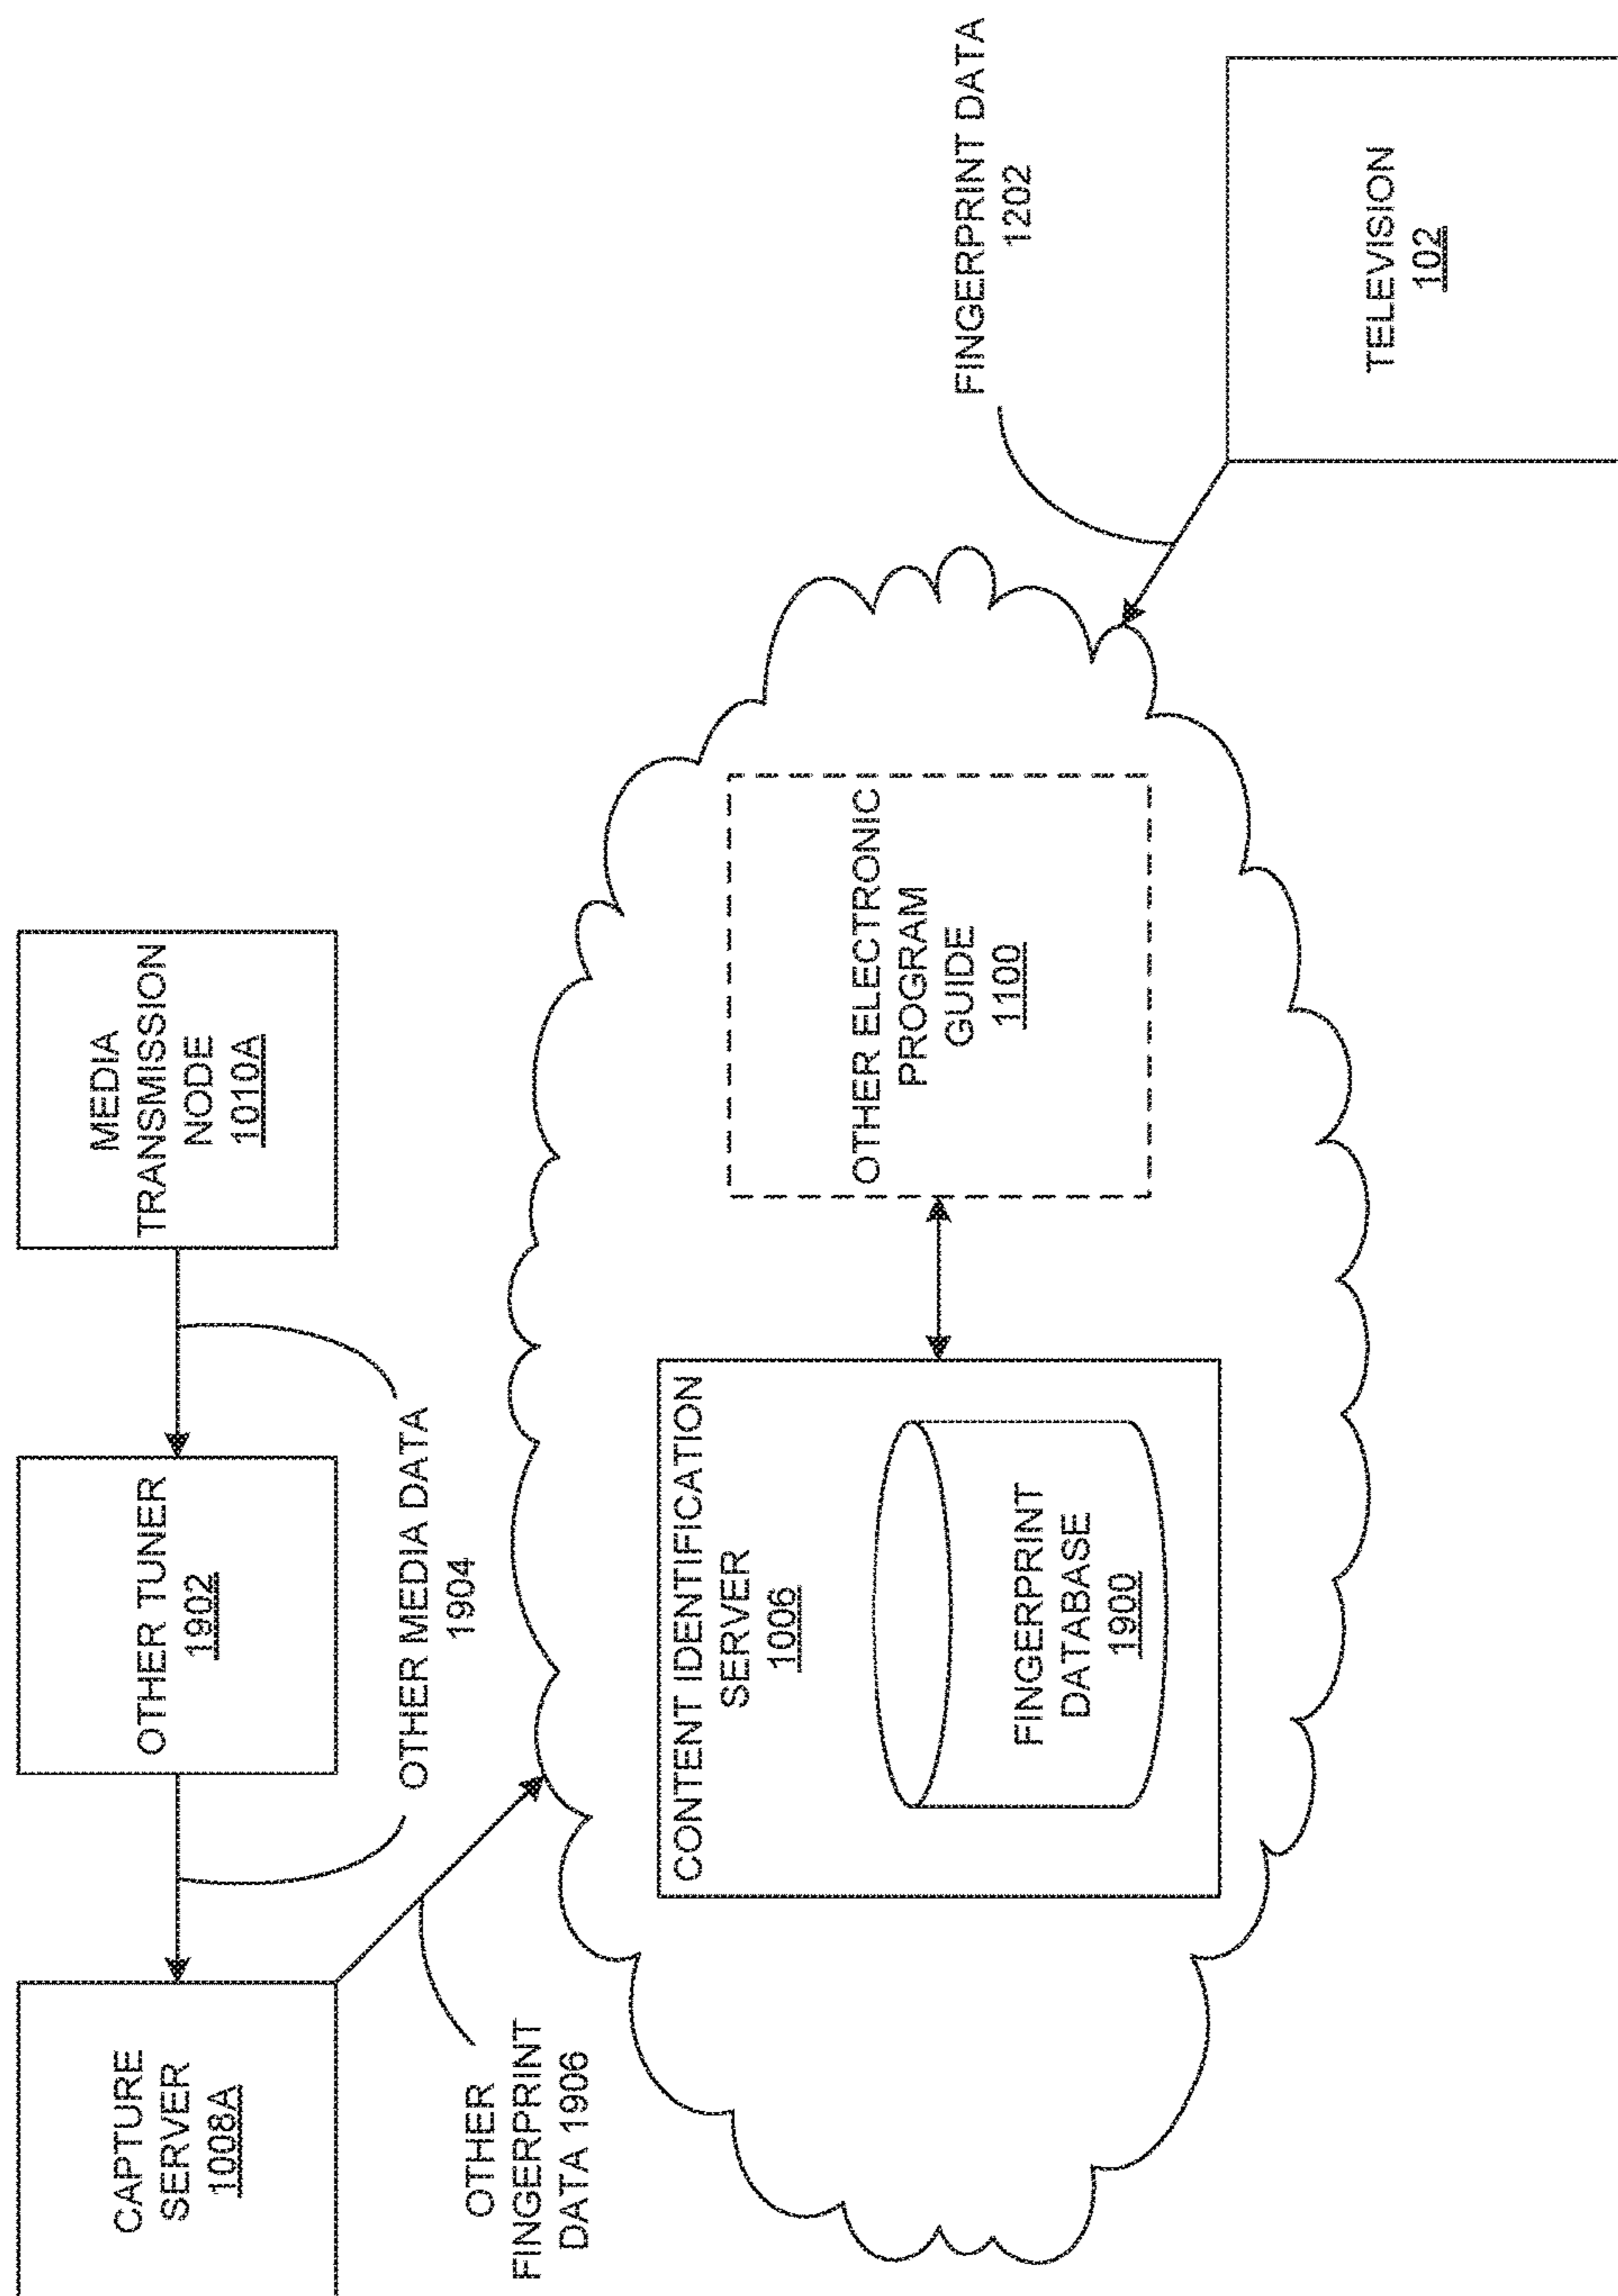 CAPTURE
SERVER
1008A
OTHER TUNER
1902
MEDIA
TRANSMISSION
NODE
1010A
OTHER MEDIA DATA
1904
OTHER
FINGERPRINT
DATA 1906
CONTENT IDENTIFICATION
SERVER
1006
FINGERPRINT
DATABASE
1900
OTHER ELECTRONIC
PROGRAM
GUIDE
1100
FINGERPRINT DATA
1202
TELEVISION
102